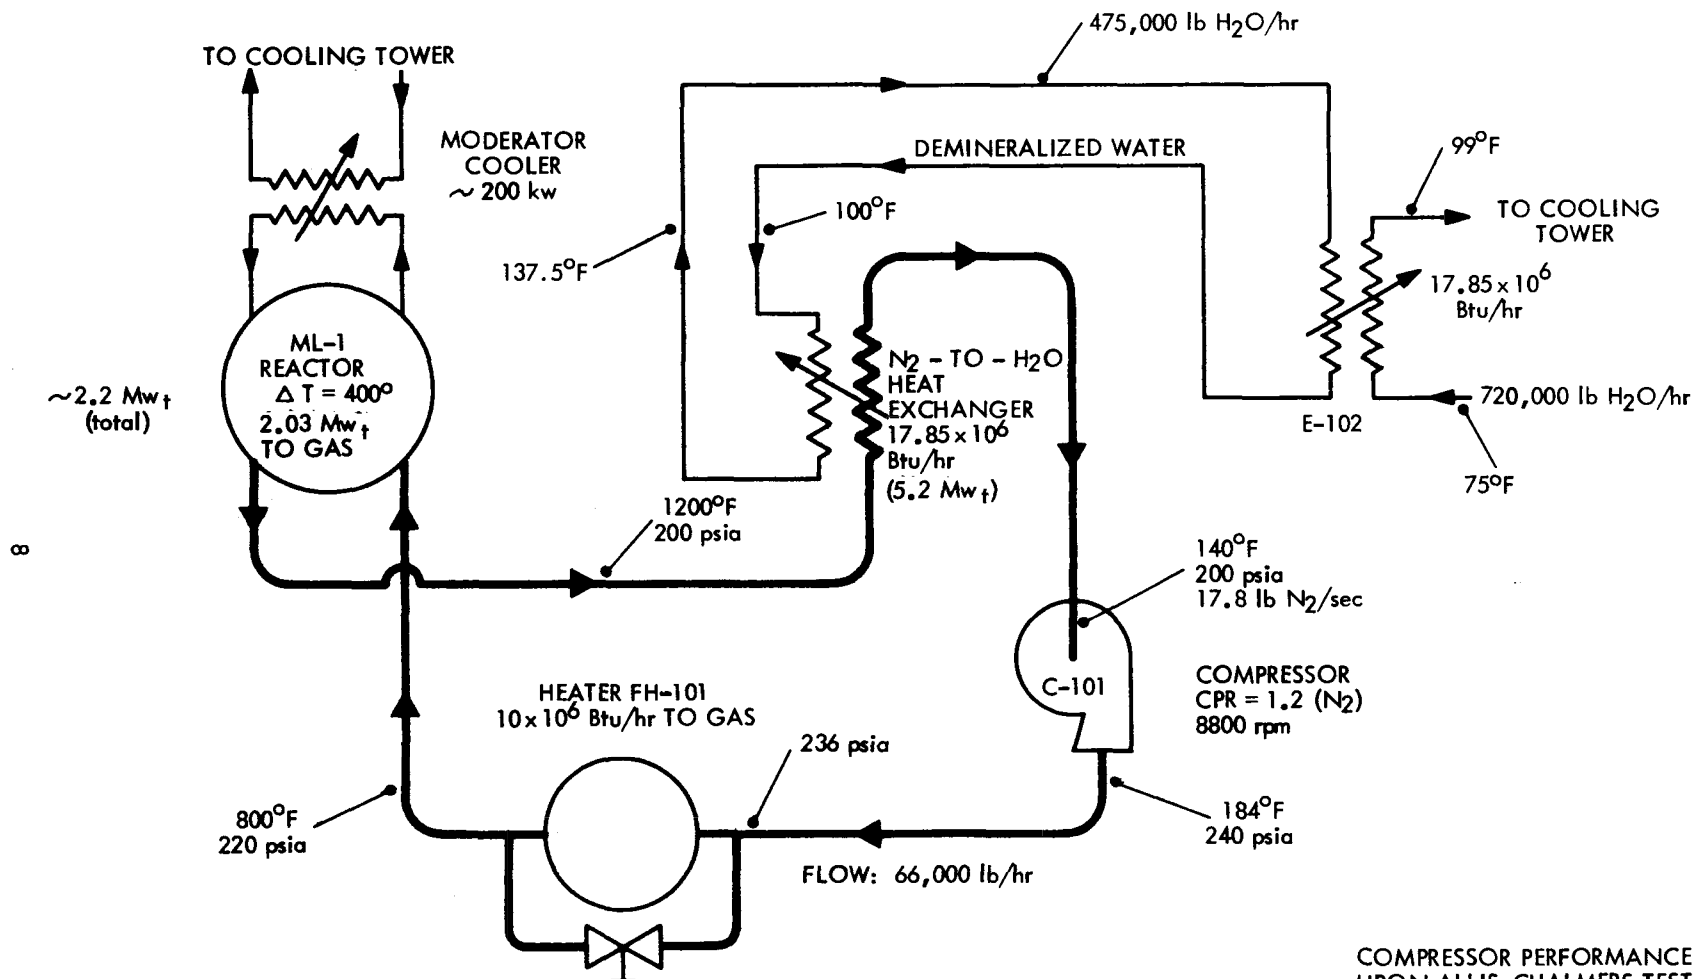 475,000 lb H2O/hr
TO COOLING TOWER
MODERATOR
COOLER
~ 200 kw
DEMINERALIZED WATER
99°F
100°F
TO COOLING
TOWER
137.5°F
17.85 x 10^6
Btu/hr
ML-1
REACTOR
Δ T = 400°
2.03 Mwt
TO GAS
~2.2 Mwt
(total)
N2 - TO - H2O
HEAT
EXCHANGER
17.85 x 10^6
Btu/hr
(5.2 Mwt)
720,000 lb H2O/hr
E-102
75°F
1200°F
200 psia
8
140°F
200 psia
17.8 lb N2/sec
C-101
COMPRESSOR
CPR = 1.2 (N2)
8800 rpm
HEATER FH-101
10 x 10^6 Btu/hr TO GAS
236 psia
800°F
220 psia
184°F
240 psia
FLOW: 66,000 lb/hr
COMPRESSOR PERFORMANCE
UPON ALLIS-CHALMERS TEST